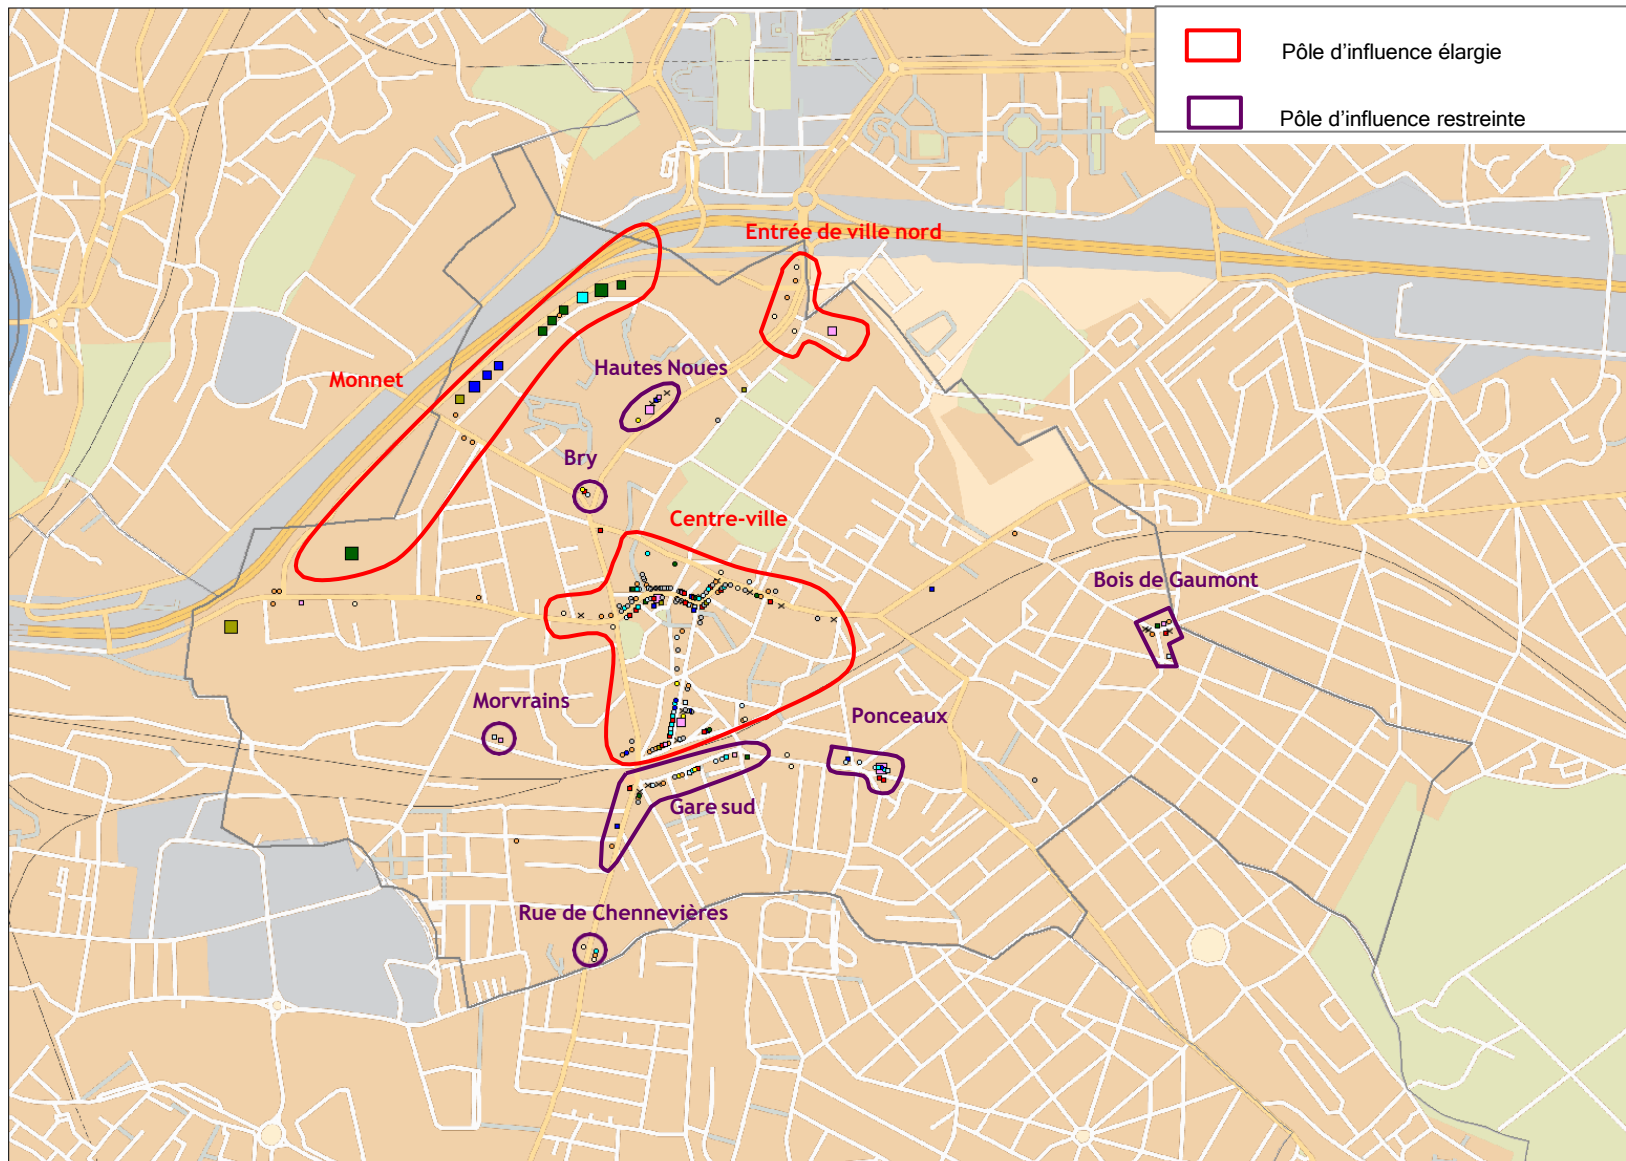 Pôle d'influence élargie
Pôle d'influence restreinte
Entrée de ville nord
Monnet
Hautes Noues
Bry
Centre-ville
Bois de Gaumont
Morvrains
Ponceaux
Gare sud
Rue de Chennevières